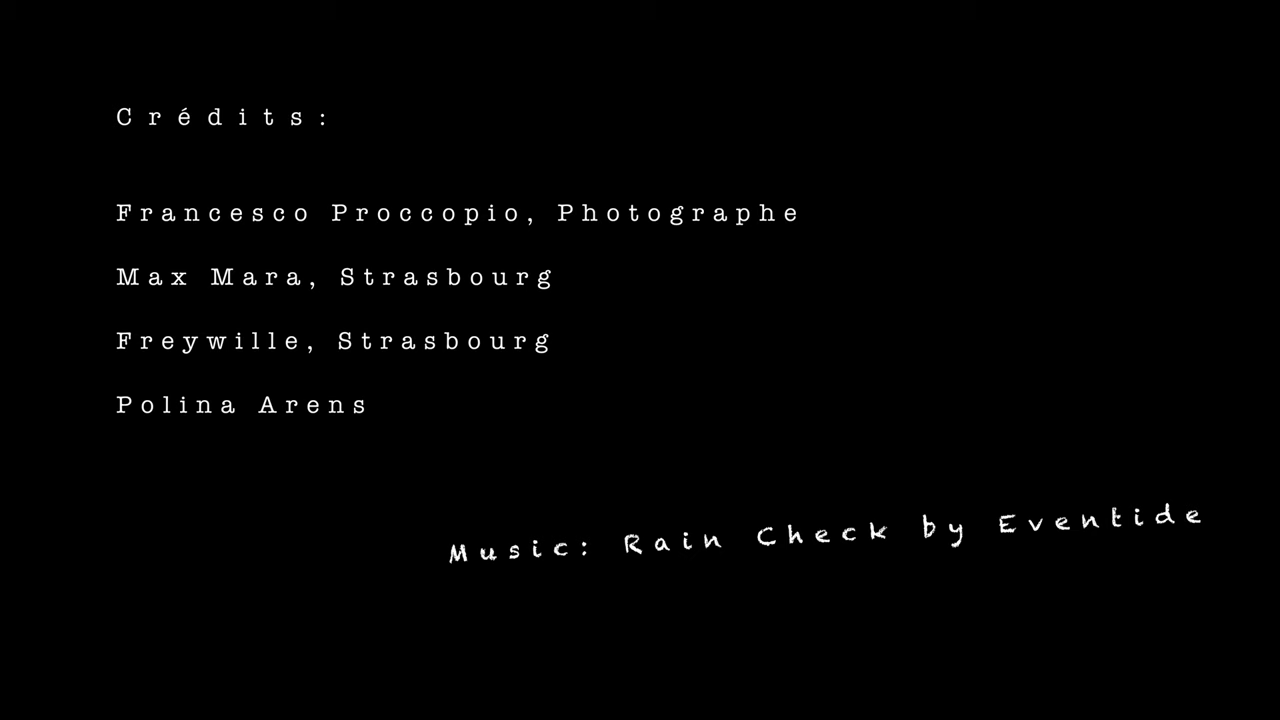 Crédits:
Francesco Proccopio, Photographe
Max Mara, Strasbourg
Freywille, Strasbourg
Polina Arens
Music: Rain Check by Eventide